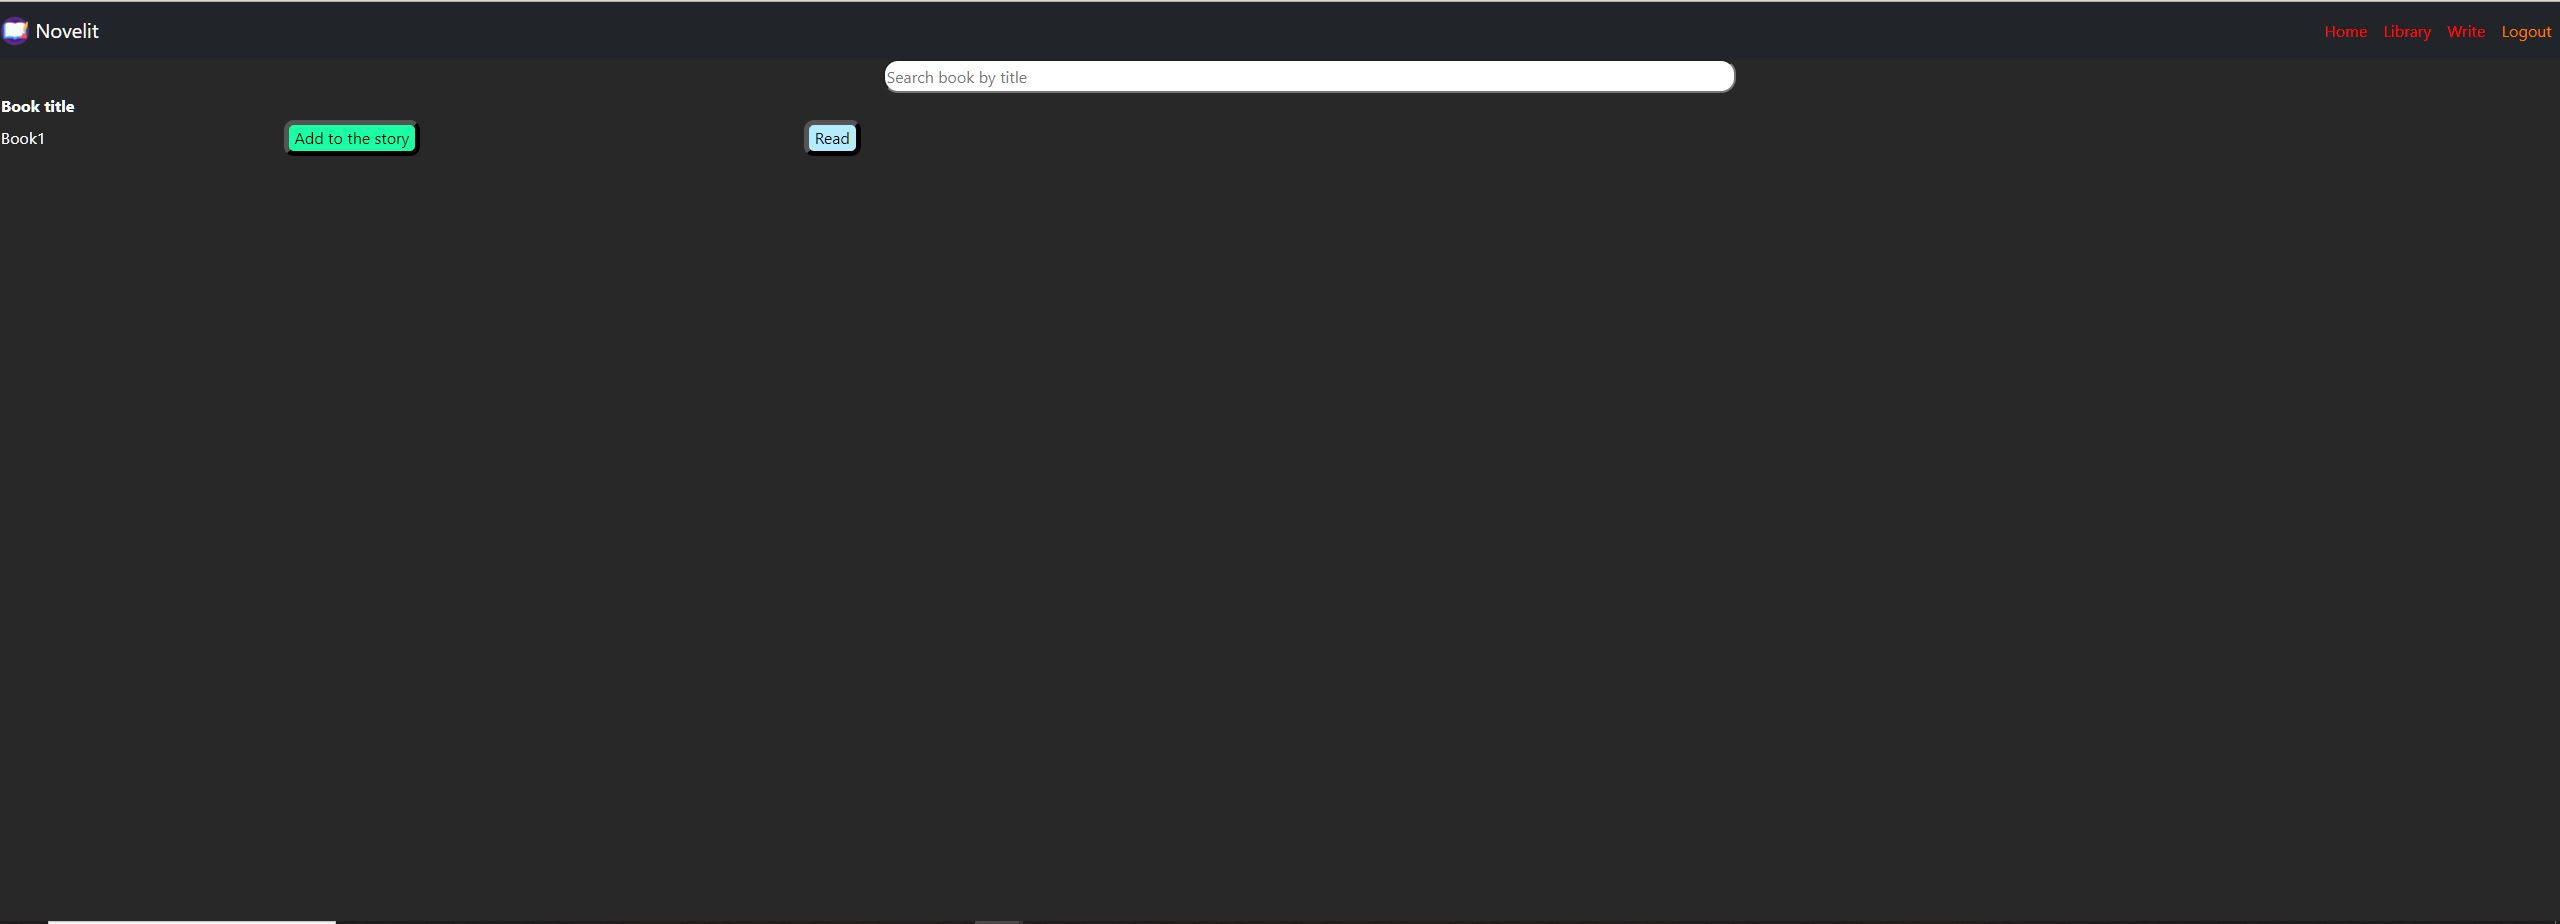 Novelit Home Library Write Logout
Search book by title
Book title
Book1 Add to the story Read